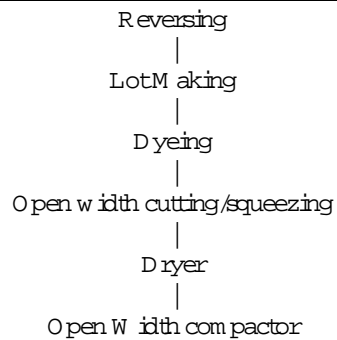 Reversing
|
Lot Making
|
Dyeing
|
Open width cutting/squeezing
|
Dryer
|
Open Width compactor